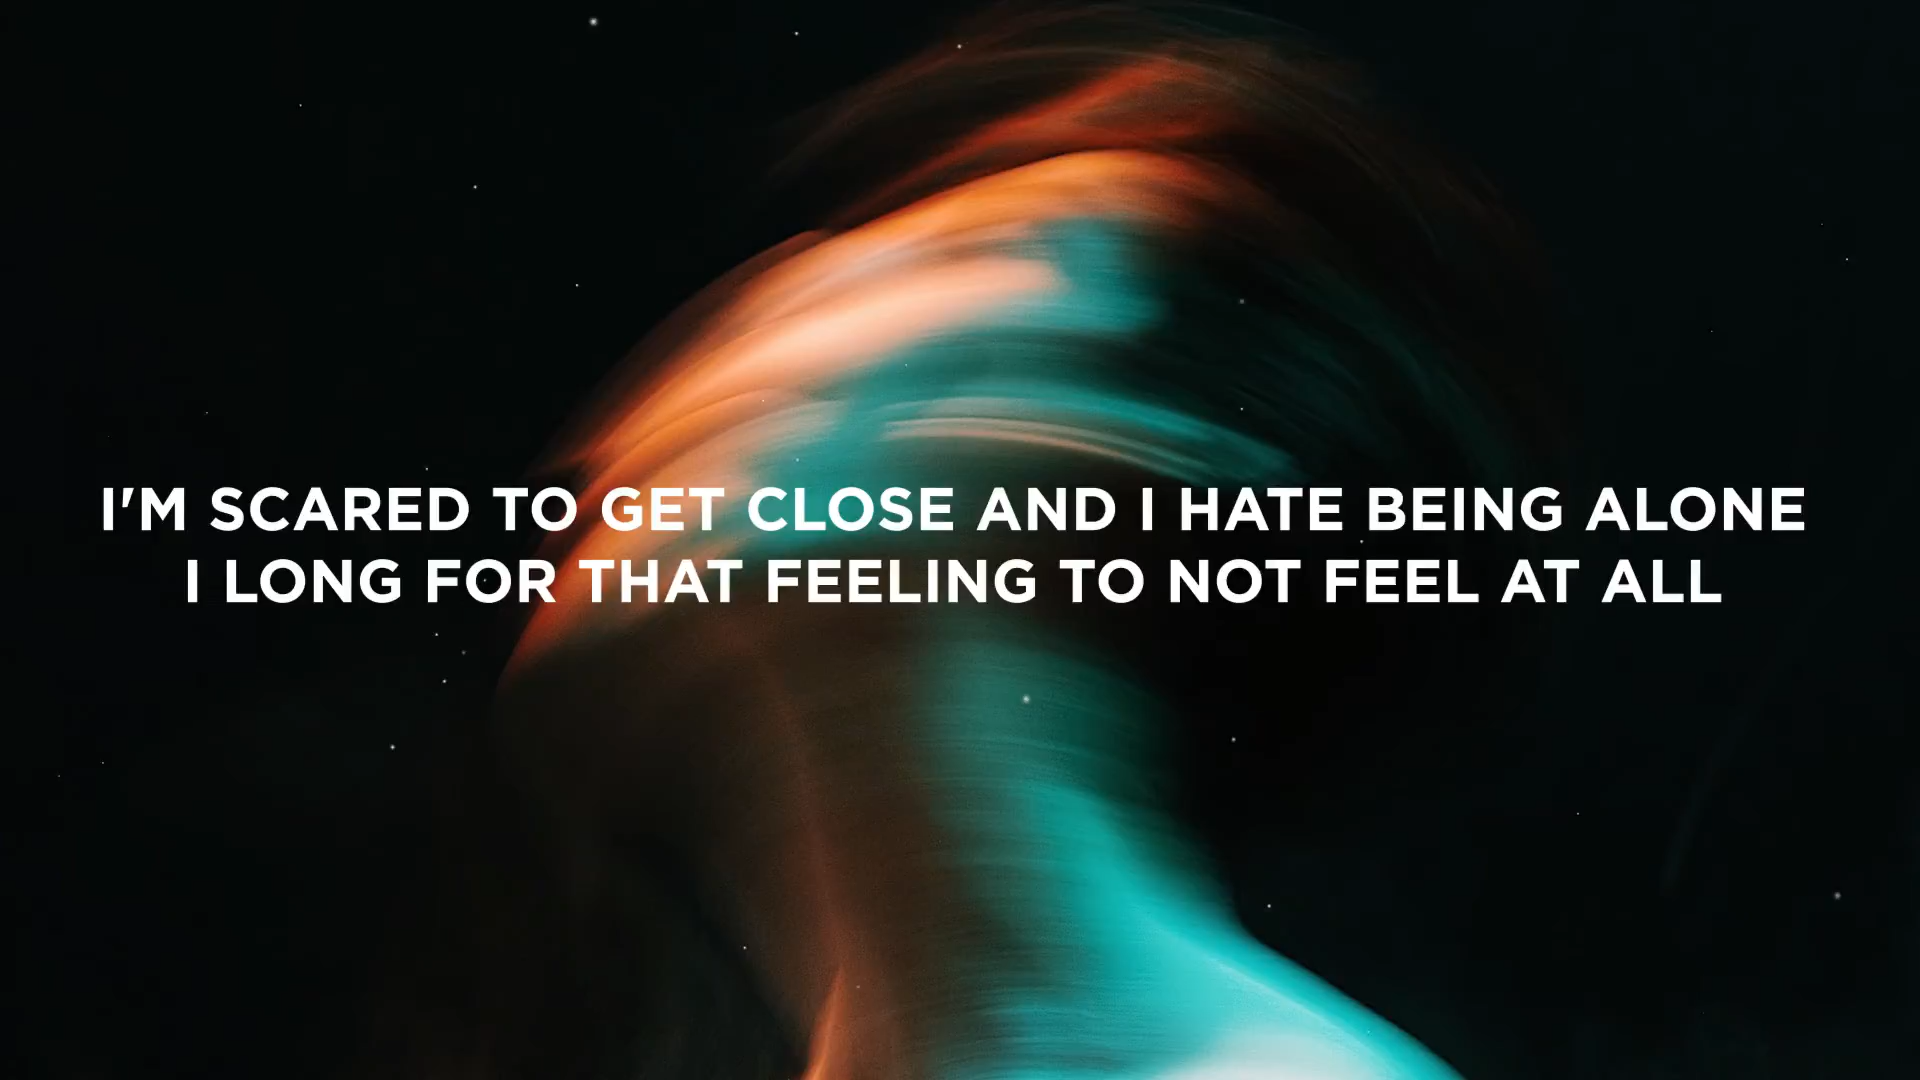 I'M SCARED TO GET CLOSE AND I HATE BEING ALONE
I LONG FOR THAT FEELING TO NOT FEEL AT ALL